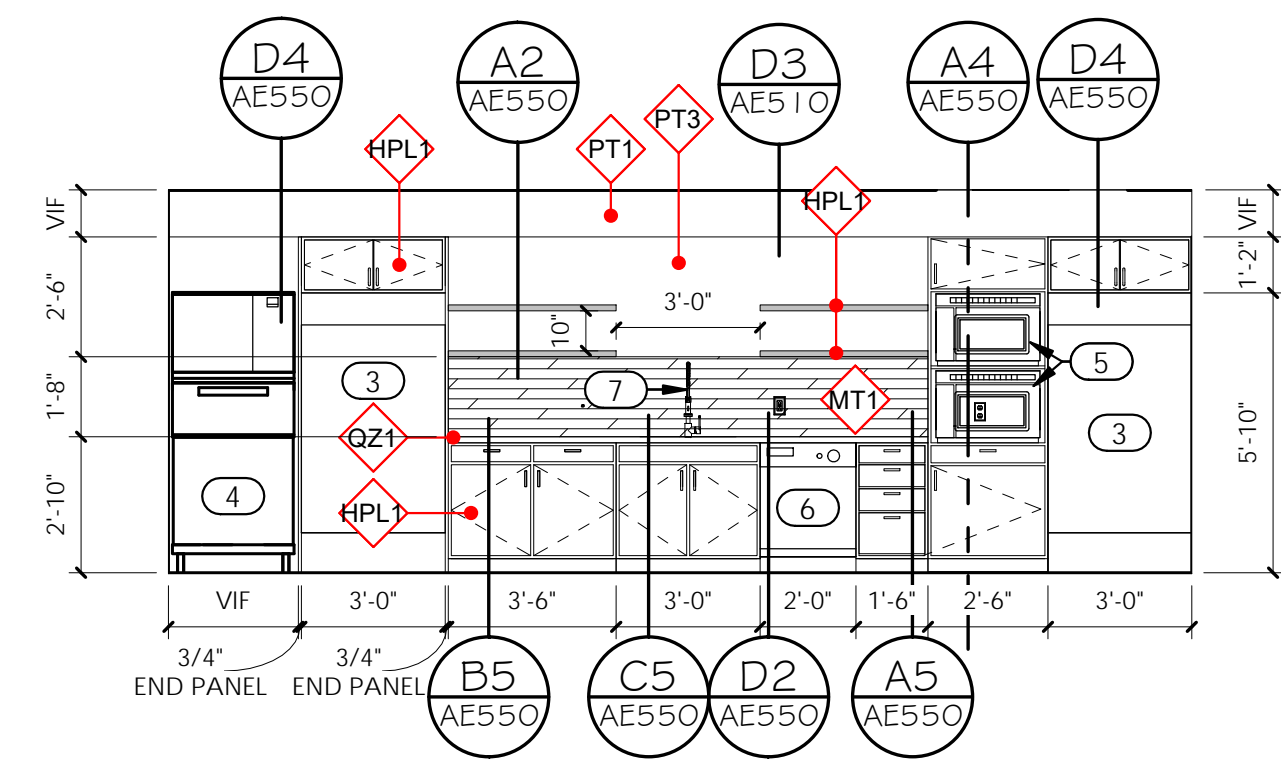 D4
AE550
A2
AE550
D3
AE510
A4
AE550
D4
AE550
HPL1
PT1
PT3
HPL1
VIF
2'-6"
1'-8"
2'-10"
VIF
1'-2"
5'-10"
3'-0"
10"
3
7
5
MT1
3
QZ1
4
HPL1
6
VIF
3'-0"
3'-6"
3'-0"
2'-0"
1'-6"
2'-6"
3'-0"
3/4"
END PANEL
3/4"
END PANEL
B5
AE550
C5
AE550
D2
AE550
A5
AE550